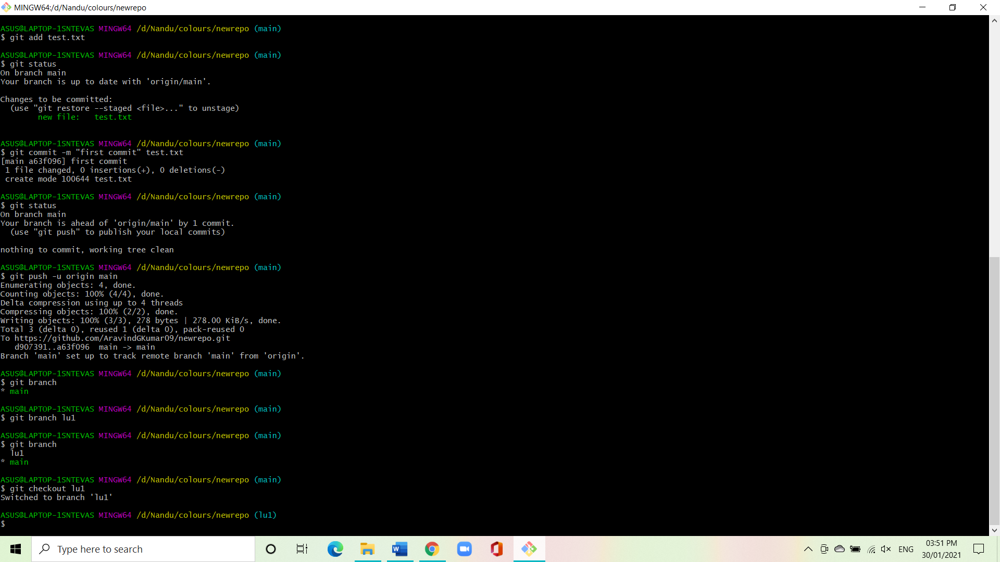 MINGW64:/d/Nandu/colours/newrepo
ASUS@LAPTOP-1SNTEVAS MINGW64 /d/Nandu/colours/newrepo (main)
$ git add test.txt
ASUS@LAPTOP-1SNTEVAS MINGW64 /d/Nandu/colours/newrepo (main)
$ git status
On branch main
Your branch is up to date with 'origin/main'.
Changes to be committed:
  (use "git restore --staged <file>..." to unstage)
        new file:   test.txt
ASUS@LAPTOP-1SNTEVAS MINGW64 /d/Nandu/colours/newrepo (main)
$ git commit -m "first commit" test.txt
[main a63f096] first commit
 1 file changed, 0 insertions(+), 0 deletions(-)
 create mode 100644 test.txt
ASUS@LAPTOP-1SNTEVAS MINGW64 /d/Nandu/colours/newrepo (main)
$ git status
On branch main
Your branch is ahead of 'origin/main' by 1 commit.
  (use "git push" to publish your local commits)
nothing to commit, working tree clean
ASUS@LAPTOP-1SNTEVAS MINGW64 /d/Nandu/colours/newrepo (main)
$ git push -u origin main
Enumerating objects: 4, done.
Counting objects: 100% (4/4), done.
Delta compression using up to 4 threads
Compressing objects: 100% (2/2), done.
Writing objects: 100% (3/3), 278 bytes | 278.00 KiB/s, done.
Total 3 (delta 0), reused 1 (delta 0), pack-reused 0
To https://github.com/AravindGKumar09/newrepo.git
   d907391..a63f096  main -> main
Branch 'main' set up to track remote branch 'main' from 'origin'.
ASUS@LAPTOP-1SNTEVAS MINGW64 /d/Nandu/colours/newrepo (main)
$ git branch
* main
ASUS@LAPTOP-1SNTEVAS MINGW64 /d/Nandu/colours/newrepo (main)
$ git branch lu1
ASUS@LAPTOP-1SNTEVAS MINGW64 /d/Nandu/colours/newrepo (main)
$ git branch
  lu1
* main
ASUS@LAPTOP-1SNTEVAS MINGW64 /d/Nandu/colours/newrepo (main)
$ git checkout lu1
Switched to branch 'lu1'
ASUS@LAPTOP-1SNTEVAS MINGW64 /d/Nandu/colours/newrepo (lu1)
$
Type here to search
W
ENG
03:51 PM
30/01/2021